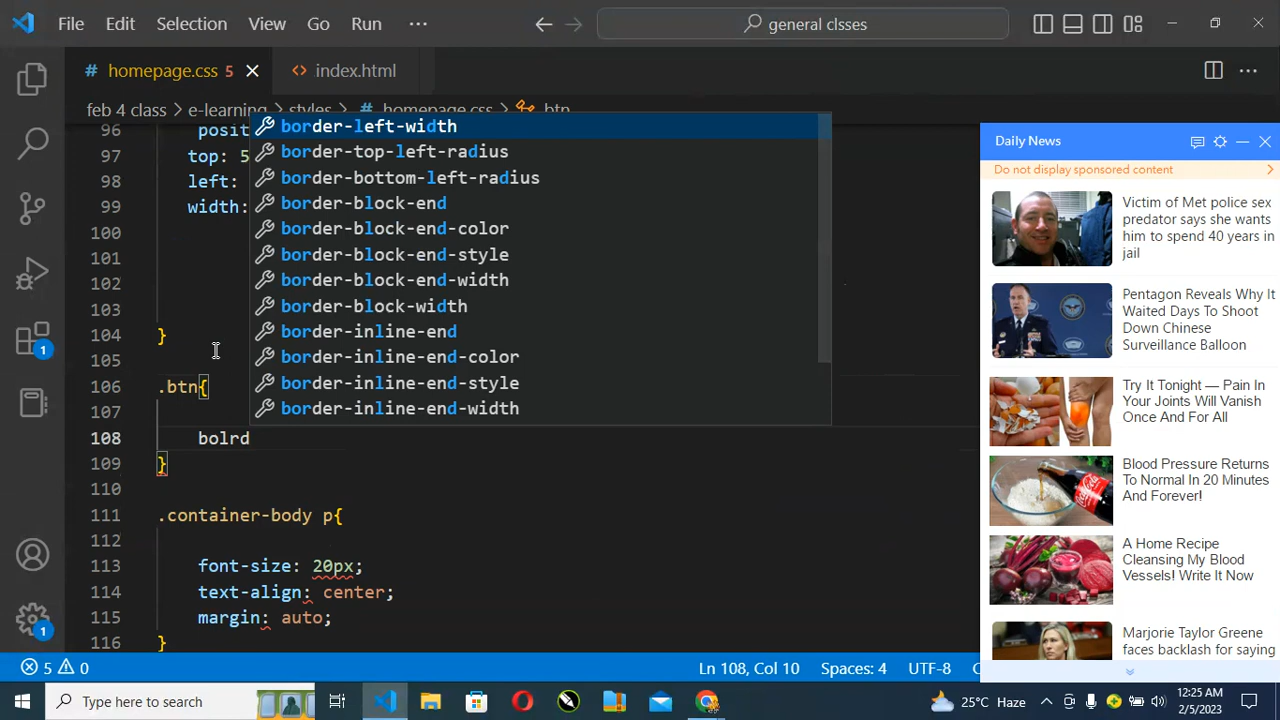 File Edit Selection View Go Run ··· general clsses
# homepage.css 5 <> index.html
feb 4 class > e-learning > styles > # homepage.css > btn
96 posit
97 top: 5
98 left:
99 width:
100
101
102
103
104 }
105
106 .btn{
107
108 bolrd
109 }
110
111 .container-body p{
112
113 font-size: 20px;
114 text-align: center;
115 margin: auto;
116 }
border-left-width
border-top-left-radius
border-bottom-left-radius
border-block-end
border-block-end-color
border-block-end-style
border-block-end-width
border-block-width
border-inline-end
border-inline-end-color
border-inline-end-style
border-inline-end-width
1
1
Daily News
Do not display sponsored content
Victim of Met police sex
predator says she wants
him to spend 40 years in
jail
Pentagon Reveals Why It
Waited Days To Shoot
Down Chinese
Surveillance Balloon
Try It Tonight — Pain In
Your Joints Will Vanish
Once And For All
Blood Pressure Returns
To Normal In 20 Minutes
And Forever!
A Home Recipe
Cleansing My Blood
Vessels! Write It Now
Marjorie Taylor Greene
faces backlash for saying
5 0 Ln 108, Col 10 Spaces: 4 UTF-8
Type here to search 25°C Haze 12:25 AM
2/5/2023